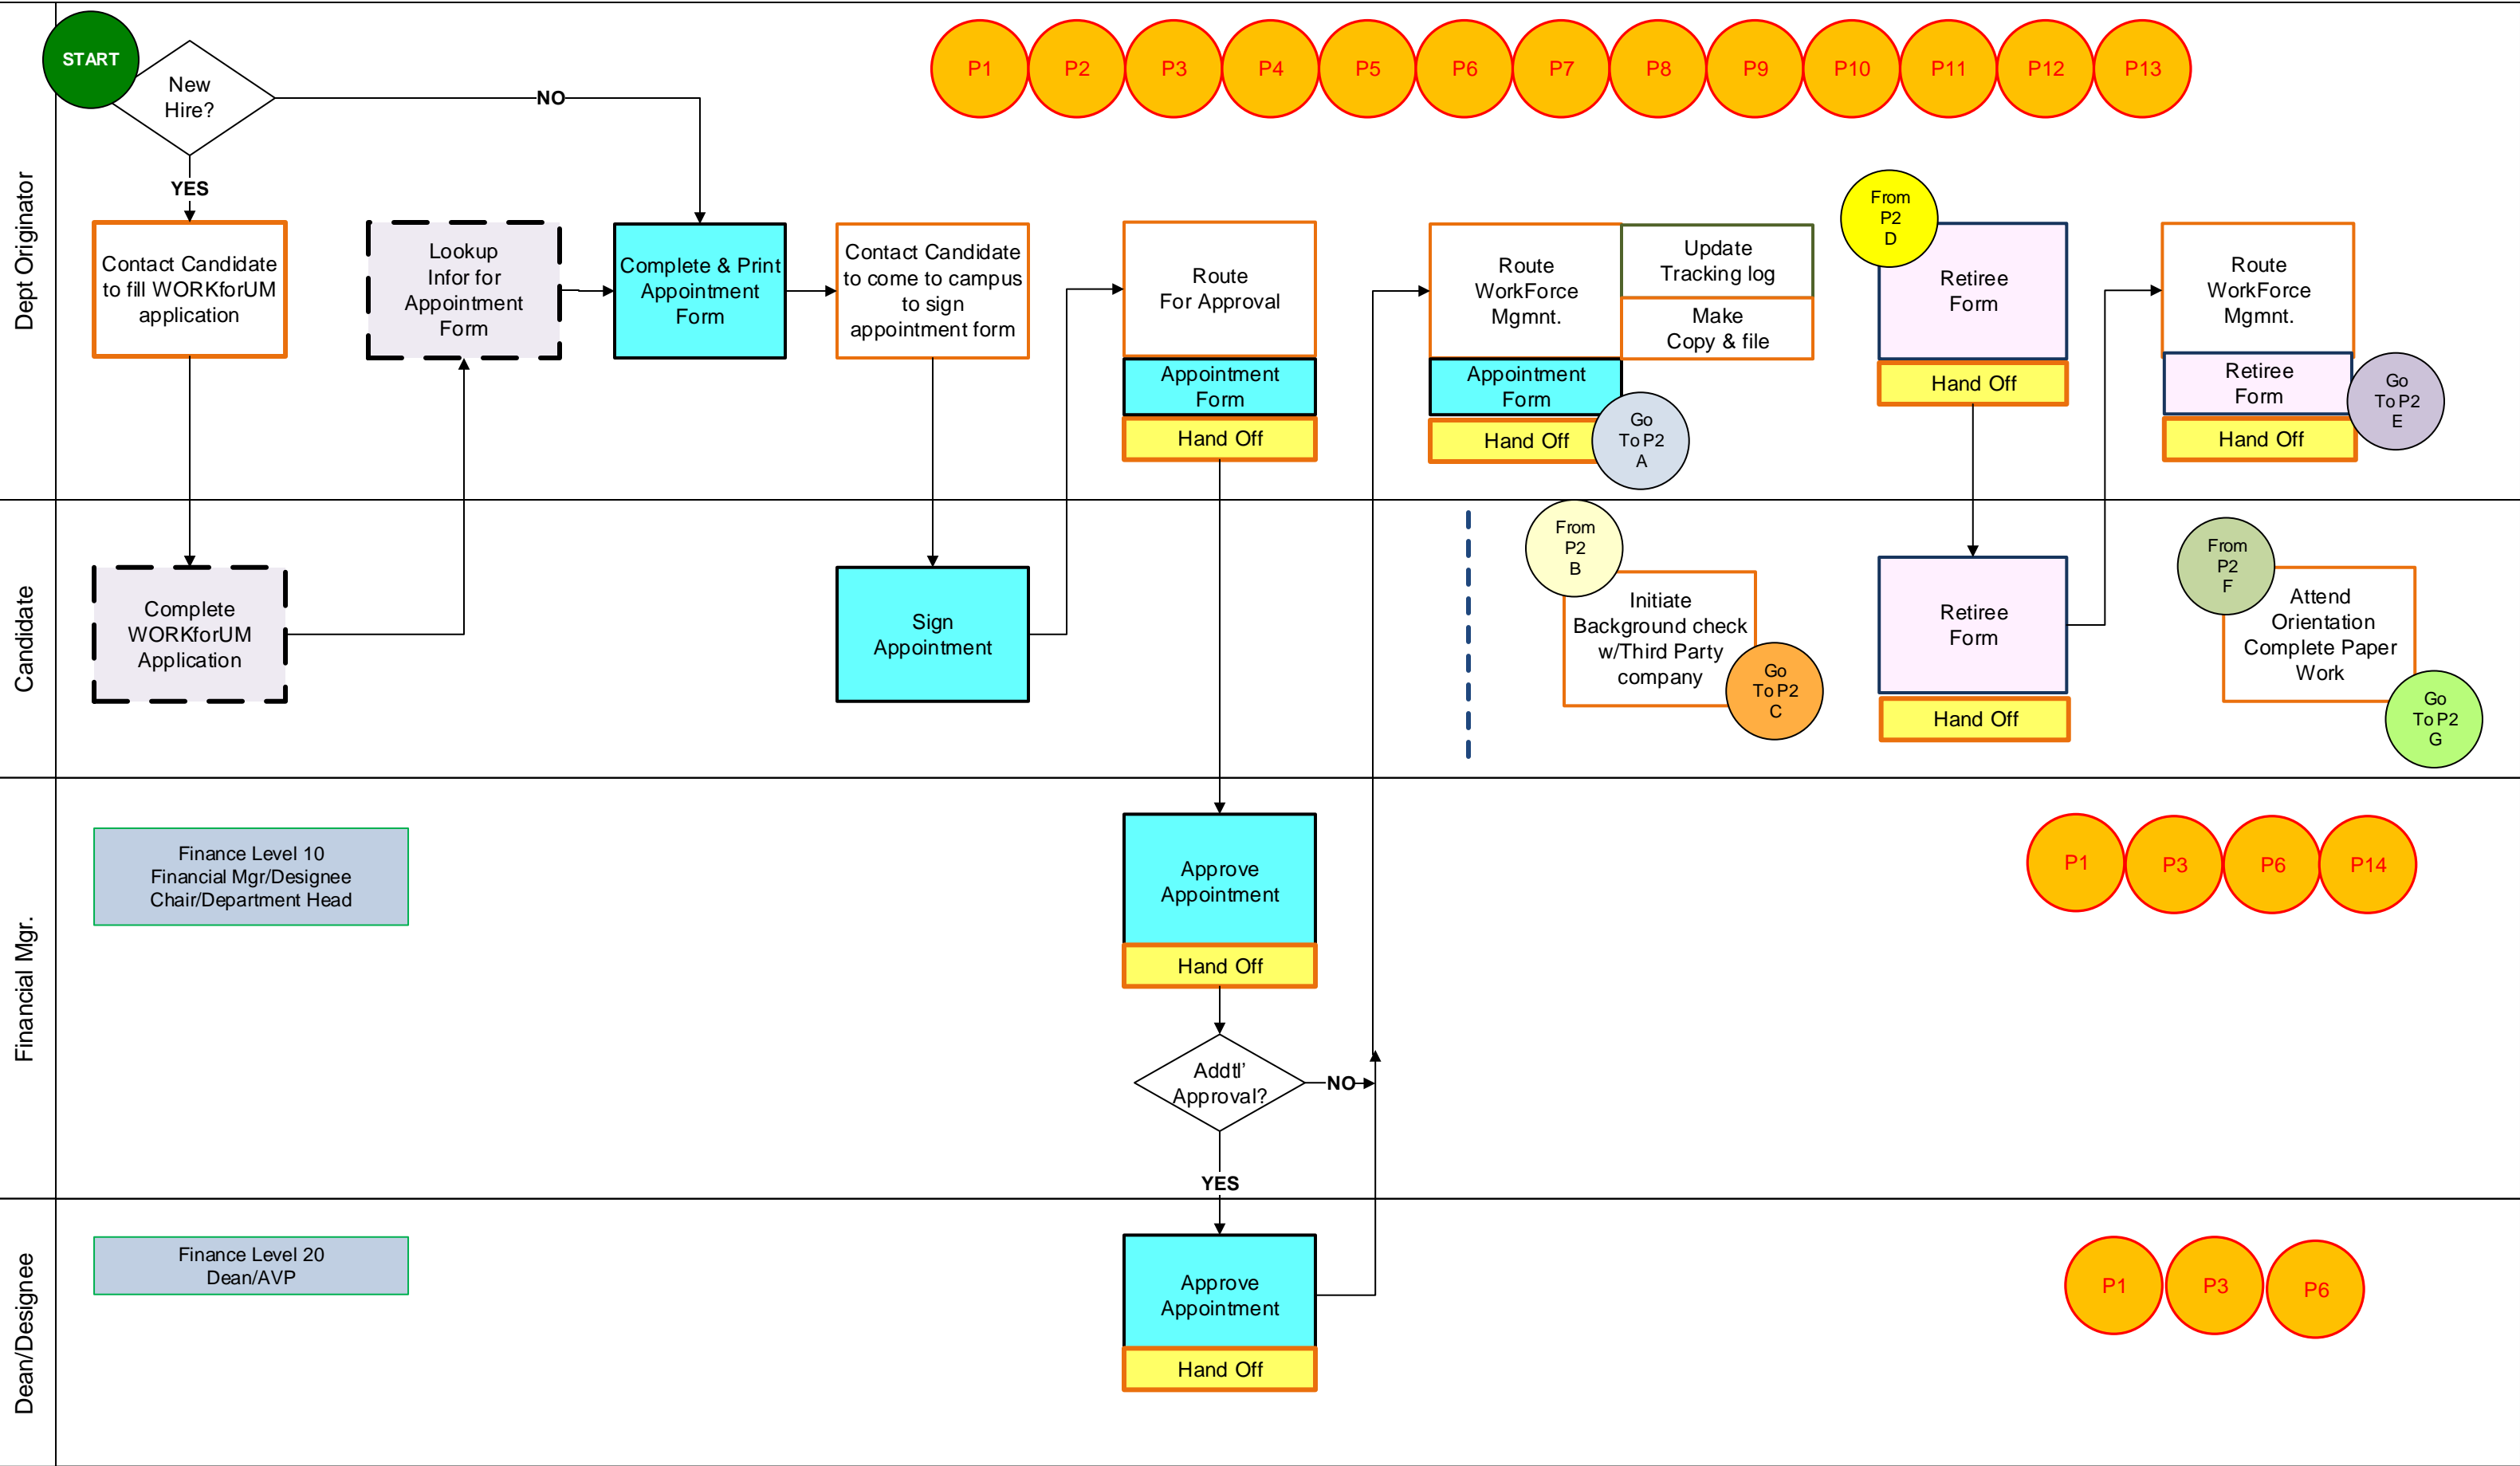 Dept Originator
START
New
Hire?
NO
YES
P1
P2
P3
P4
P5
P6
P7
P8
P9
P10
P11
P12
P13
Contact Candidate
to fill WORKforUM
application
Lookup
Infor for
Appointment
Form
Complete & Print
Appointment
Form
Contact Candidate
to come to campus
to sign
appointment form
Route
For Approval
Appointment
Form
Hand Off
Route
WorkForce
Mgmnt.
Appointment
Form
Hand Off
Update
Tracking log
Make
Copy & file
Go
To P2
A
From
P2
D
Retiree
Form
Hand Off
Route
WorkForce
Mgmnt.
Retiree
Form
Hand Off
Go
To P2
E
Candidate
Complete
WORKforUM
Application
Sign
Appointment
From
P2
B
Initiate
Background check
w/Third Party
company
Go
To P2
C
Retiree
Form
Hand Off
From
P2
F
Attend
Orientation
Complete Paper
Work
Go
To P2
G
Financial Mgr.
Finance Level 10
Financial Mgr/Designee
Chair/Department Head
Approve
Appointment
Hand Off
Addtl’
Approval?
NO
YES
P1
P3
P6
P14
Dean/Designee
Finance Level 20
Dean/AVP
Approve
Appointment
Hand Off
P1
P3
P6